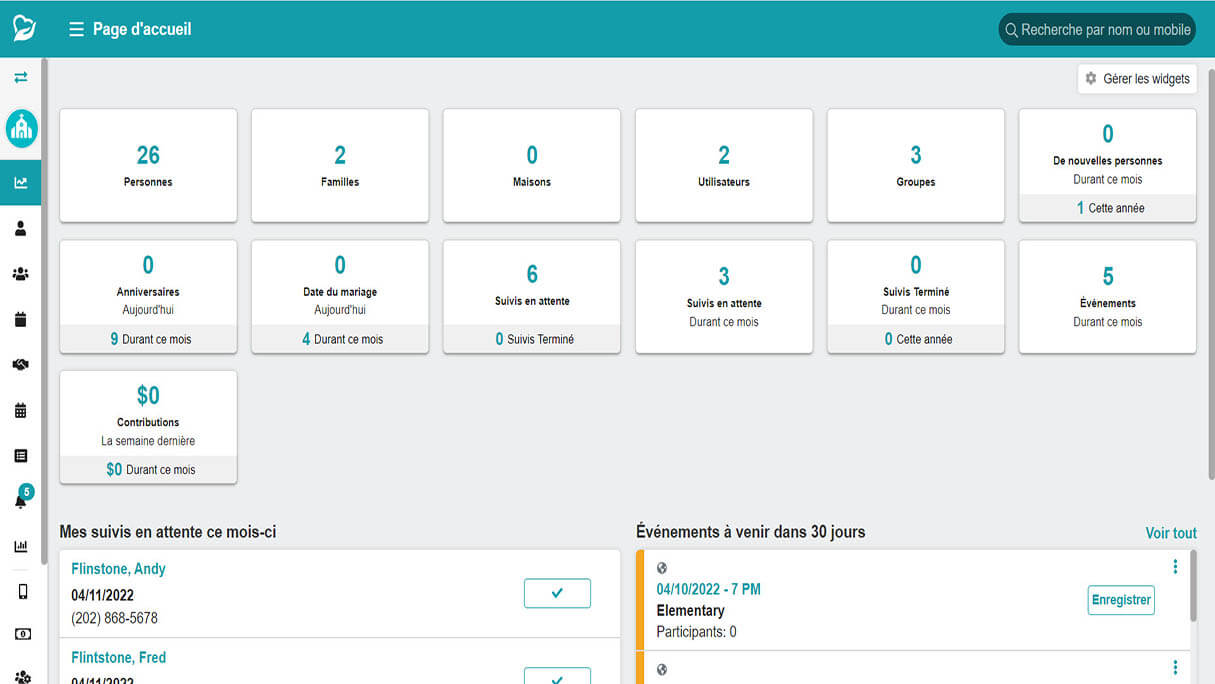 Page d'accueil
Recherche par nom ou mobile
Gérer les widgets
26
Personnes
2
Familles
0
Maisons
2
Utilisateurs
3
Groupes
0
De nouvelles personnes
Durant ce mois
1 Cette année
0
Anniversaires
Aujourd'hui
9 Durant ce mois
0
Date du mariage
Aujourd'hui
4 Durant ce mois
6
Suivis en attente
0 Suivis Terminé
3
Suivis en attente
Durant ce mois
0
Suivis Terminé
Durant ce mois
0 Cette année
5
Événements
Durant ce mois
$0
Contributions
La semaine dernière
$0 Durant ce mois
5
Mes suivis en attente ce mois-ci
Flinstone, Andy
04/11/2022
(202) 868-5678
Flintstone, Fred
04/11/2022
Événements à venir dans 30 jours
Voir tout
04/10/2022 - 7 PM
Elementary
Participants: 0
Enregistrer